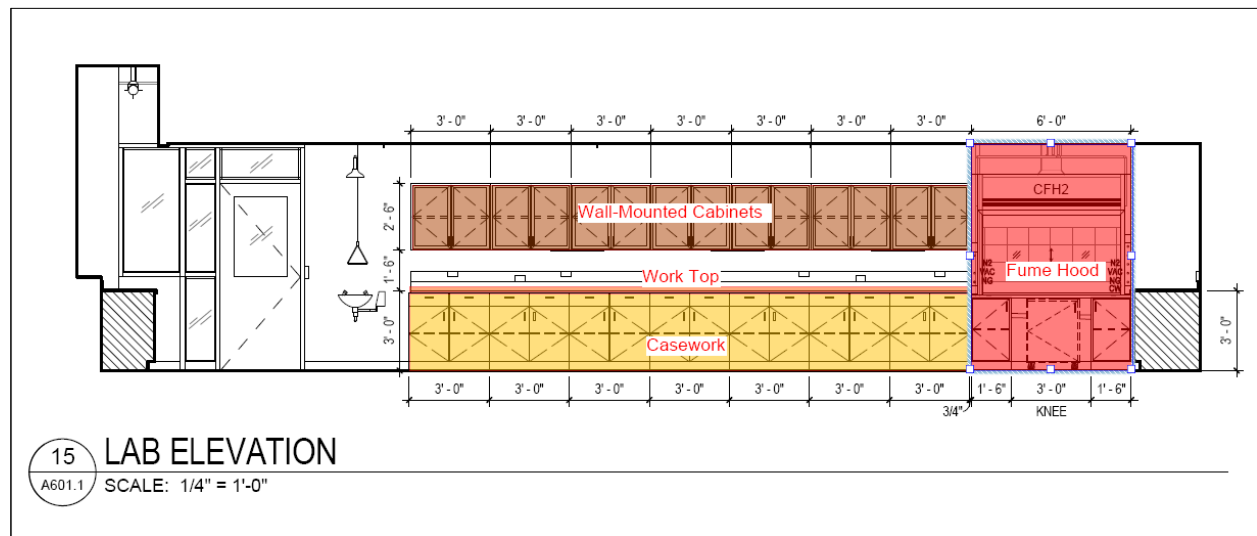 3' - 0" 3' - 0" 3' - 0" 3' - 0" 3' - 0" 3' - 0" 3' - 0" 6' - 0"
CFH2
2' - 6"
Wall-Mounted Cabinets
1' - 6"
Work Top
N2 N2
VAC Fume Hood VAC
NG NG
CW
3' - 0"
Casework
3' - 0"
3' - 0" 3' - 0" 3' - 0" 3' - 0" 3' - 0" 3' - 0" 3' - 0" 1' - 6" 3' - 0" 1' - 6"
3/4" KNEE
15 LAB ELEVATION
A601.1 SCALE: 1/4" = 1'-0"